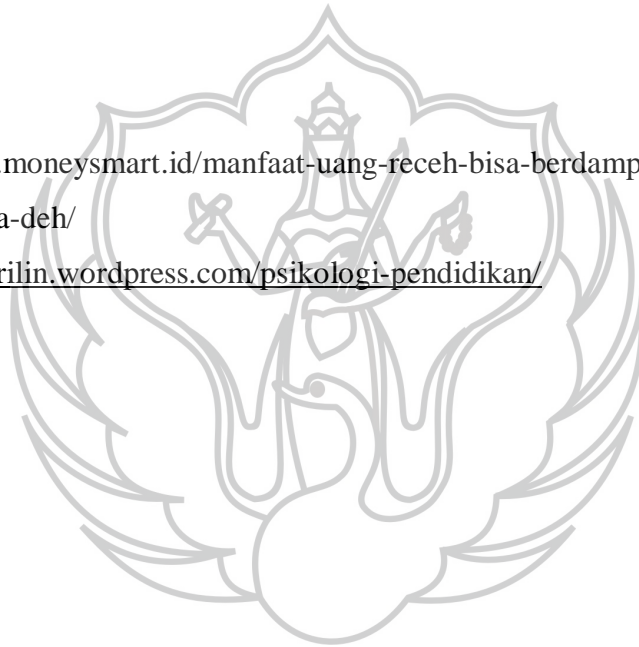 .moneysmart.id/manfaat-uang-receh-bisa-berdamp
a-deh/
rilin.wordpress.com/psikologi-pendidikan/